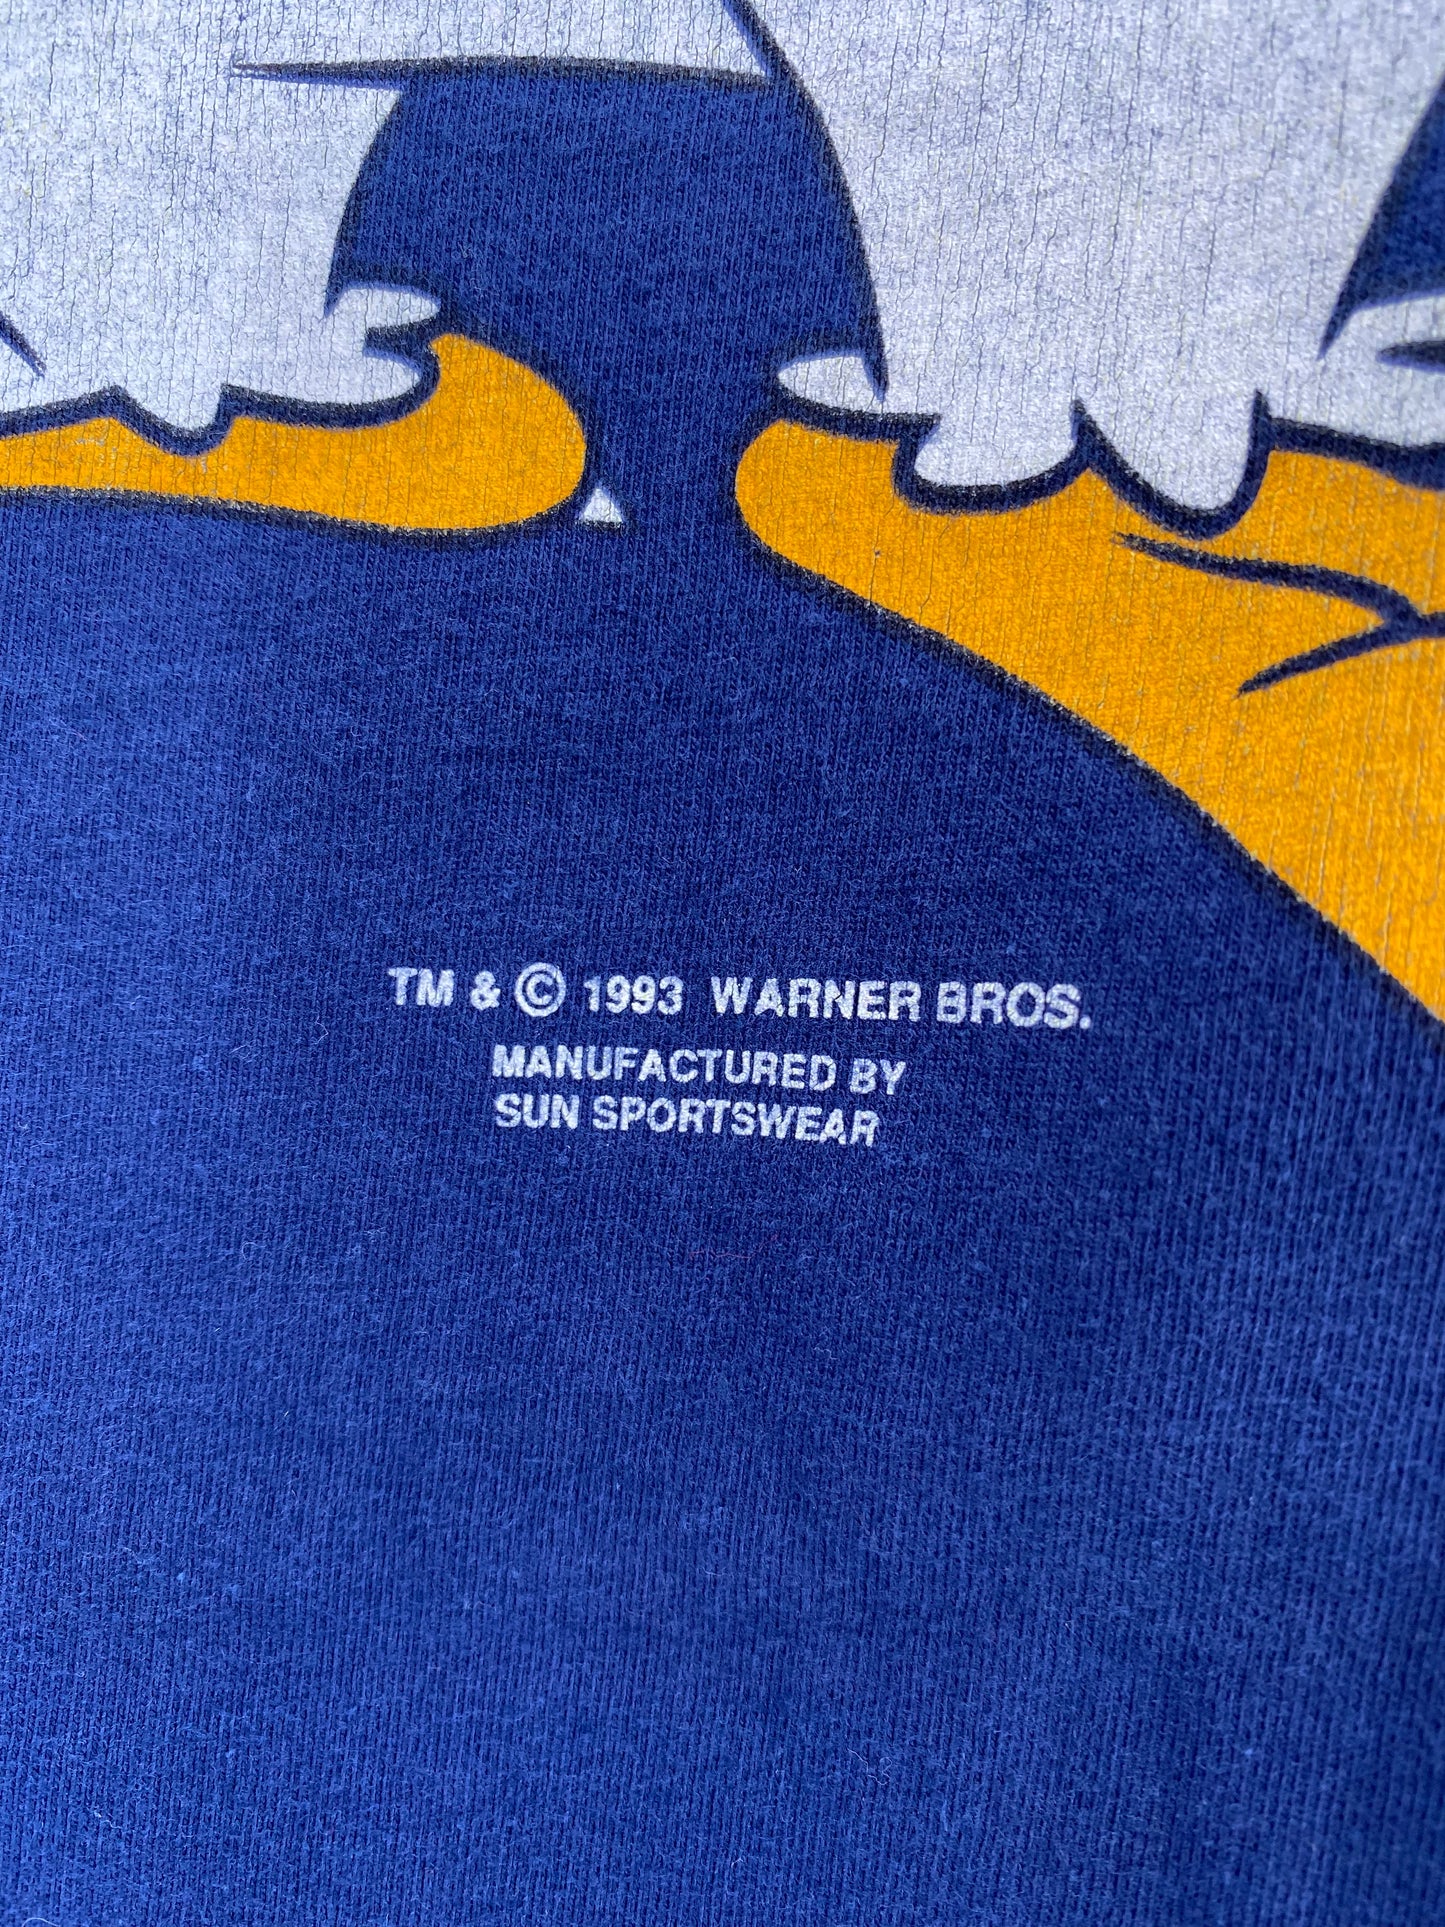 TM & © 1993 WARNER BROS.
MANUFACTURED BY
SUN SPORTSWEAR